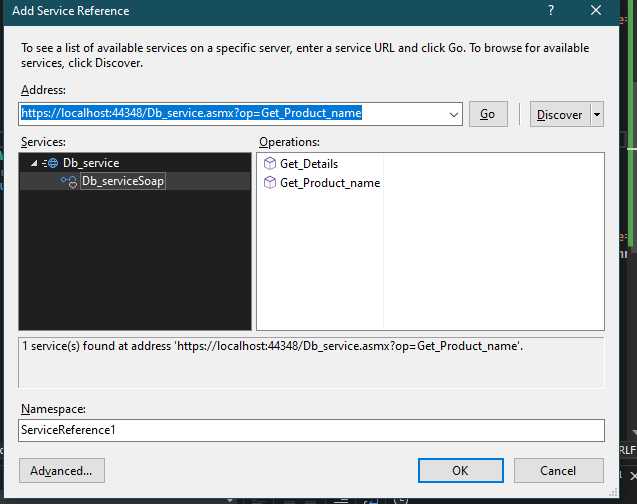 Add Service Reference
?
To see a list of available services on a specific server, enter a service URL and click Go. To browse for available
services, click Discover.
Address:
https://localhost:44348/Db_service.asmx?op=Get_Product_name
Go
Discover
Services:
Operations:
Db_service
Db_serviceSoap
Get_Details
Get_Product_name
1 service(s) found at address 'https://localhost:44348/Db_service.asmx?op=Get_Product_name'.
Namespace:
ServiceReference1
Advanced...
OK
Cancel
RLF